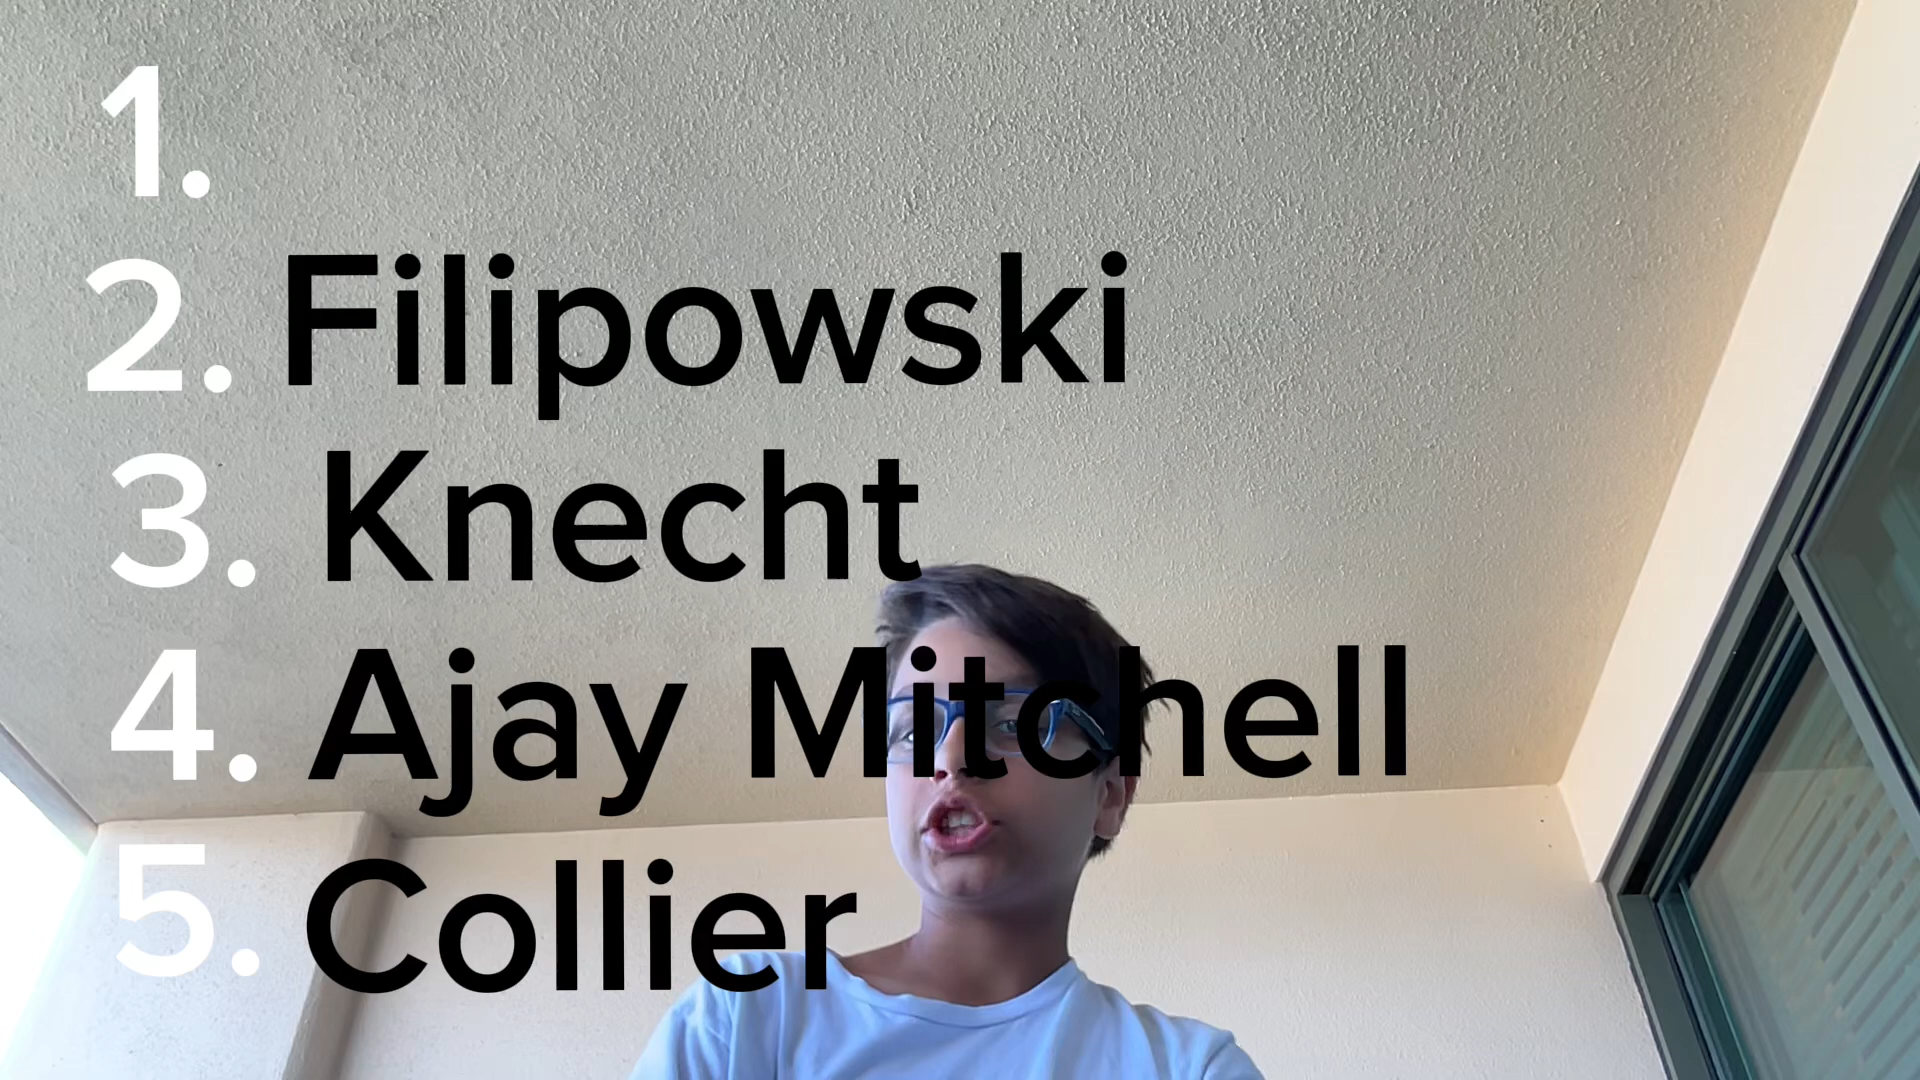 1.
2. Filipowski
3. Knecht
4. Ajay Mitchell
5. Collier